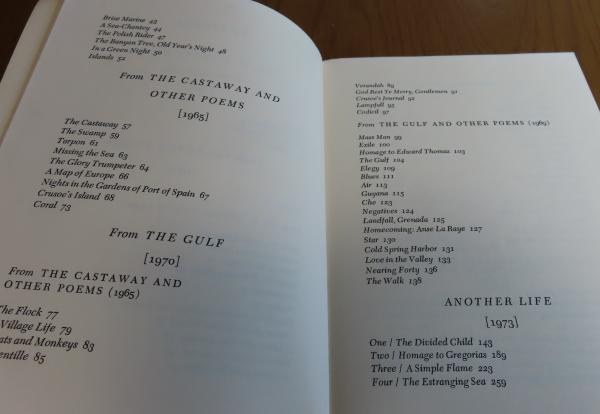 Brise Marine 43
A Sea-Chantey 44
The Polish Rider 47
The Banyan Tree, Old Year's Night 48
In a Green Night 50
Islands 52
From THE CASTAWAY AND
OTHER POEMS
[1965]
The Castaway 57
The Swamp 59
Tarpon 61
Missing the Sea 63
The Glory Trumpeter 64
A Map of Europe 66
Nights in the Gardens of Port of Spain 67
Crusoe's Island 68
Coral 73
From THE GULF
[1970]
From THE CASTAWAY AND
OTHER POEMS (1965)
The Flock 77
Village Life 79
ats and Monkeys 83
entille 85
Verandah 89
God Rest Ye Merry, Gentlemen 91
Crusoe's Journal 92
Lampfall 95
Codicil 97
From THE GULF AND OTHER POEMS (1969)
Mass Man 99
Exile 100
Homage to Edward Thomas 103
The Gulf 104
Elegy 109
Blues 111
Air 113
Guyana 115
Che 123
Negatives 124
Landfall, Grenada 125
Homecoming: Anse La Raye 127
Star 130
Cold Spring Harbor 131
Love in the Valley 133
Nearing Forty 136
The Walk 138
ANOTHER LIFE
[1973]
One / The Divided Child 143
Two / Homage to Gregorias 189
Three / A Simple Flame 223
Four / The Estranging Sea 259